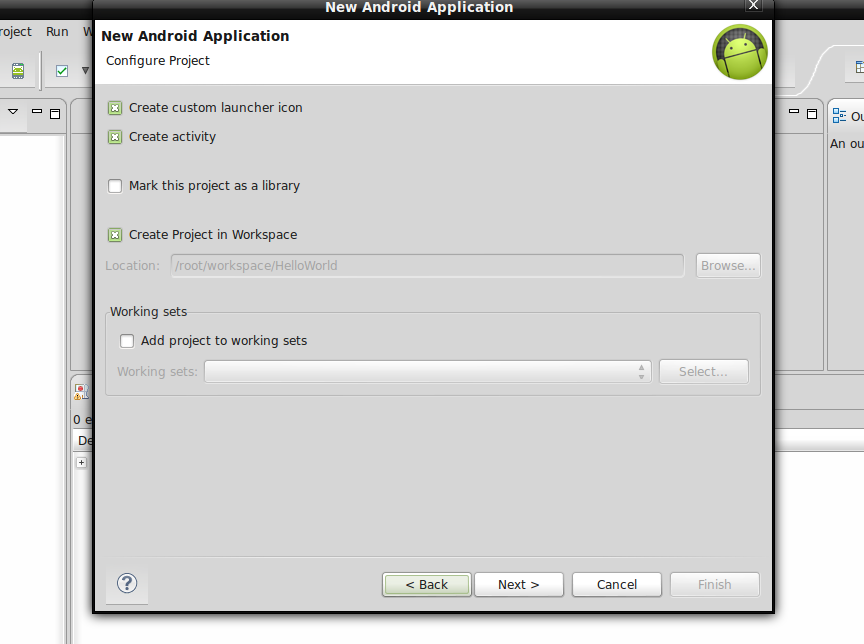 New Android Application
roject Run W
New Android Application
Configure Project
Create custom launcher icon
Create activity
Mark this project as a library
Create Project in Workspace
Location: /root/workspace/HelloWorld Browse...
Working sets
Add project to working sets
Working sets: Select...
< Back Next > Cancel Finish
Ou
An ou
0 e
De